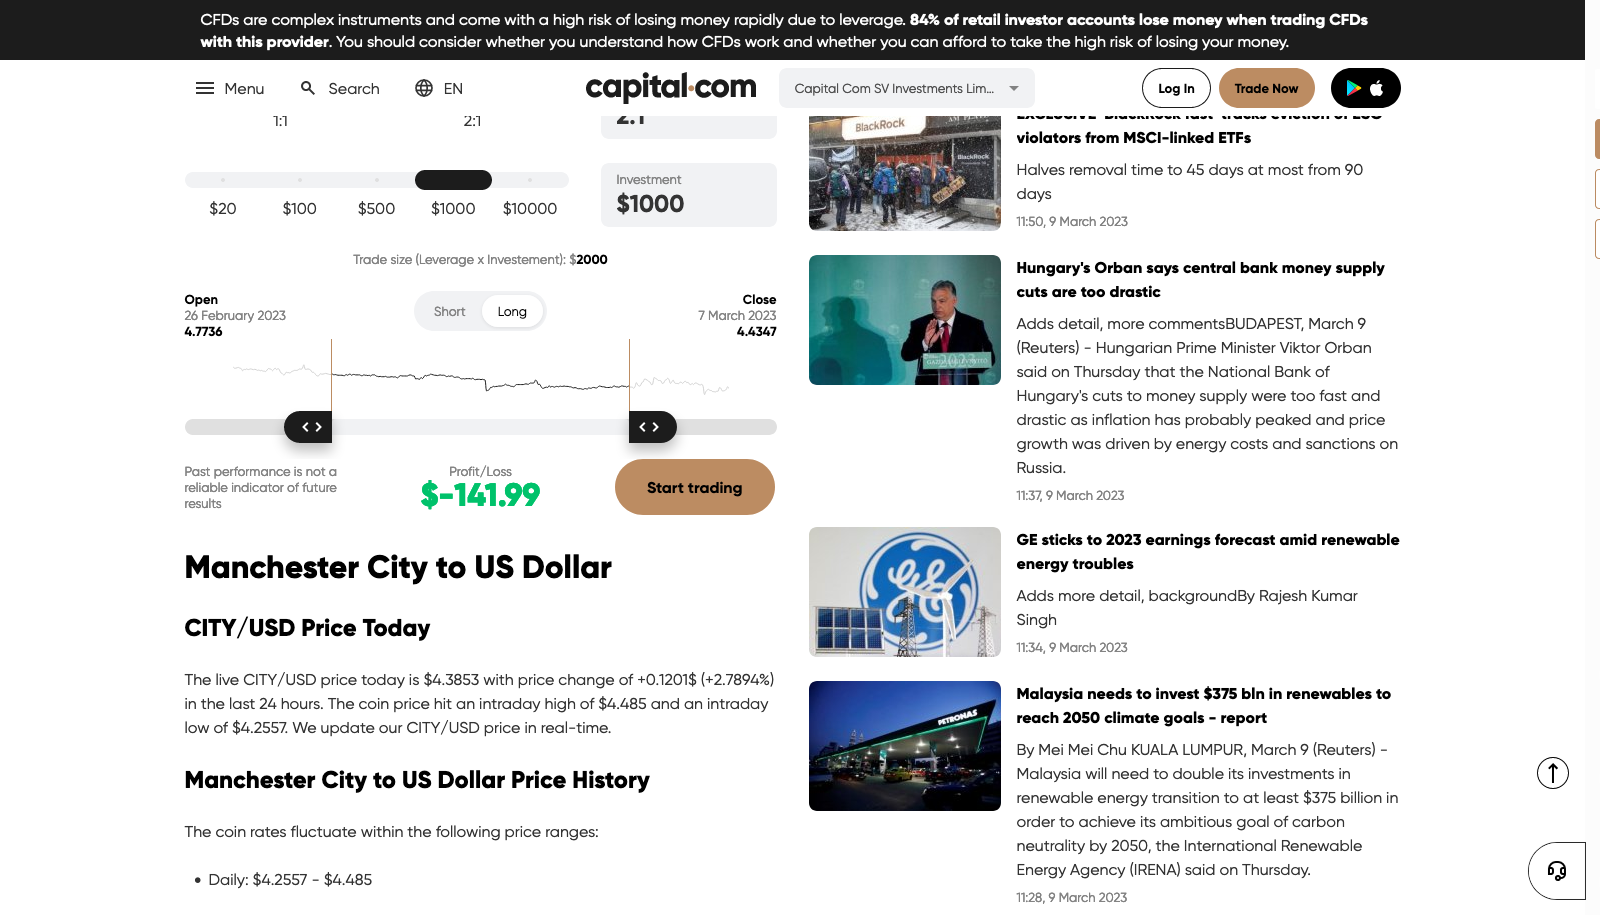 CFDs are complex instruments and come with a high risk of losing money rapidly due to leverage. 84% of retail investor accounts lose money when trading CFDs
with this provider. You should consider whether you understand how CFDs work and whether you can afford to take the high risk of losing your money.
Menu
Search
EN
capital.com
Capital Com SV Investments Lim...
Log In
Trade Now
1:1
2:1
2:1
$20
$100
$500
$1000
$10000
Investment
$1000
Trade size (Leverage x Investement): $2000
Open
26 February 2023
4.7736
Short
Long
Close
7 March 2023
4.4347
Past performance is not a
reliable indicator of future
results
Profit/Loss
$-141.99
Start trading
Manchester City to US Dollar
CITY/USD Price Today
The live CITY/USD price today is $4.3853 with price change of +0.1201$ (+2.7894%)
in the last 24 hours. The coin price hit an intraday high of $4.485 and an intraday
low of $4.2557. We update our CITY/USD price in real-time.
Manchester City to US Dollar Price History
The coin rates fluctuate within the following price ranges:
• Daily: $4.2557 - $4.485
BlackRock
BlackRock
EXCLUSIVE-BlackRock fast-tracks eviction of ESG
violators from MSCI-linked ETFs
Halves removal time to 45 days at most from 90
days
11:50, 9 March 2023
2023
Hungary's Orban says central bank money supply
cuts are too drastic
Adds detail, more commentsBUDAPEST, March 9
(Reuters) - Hungarian Prime Minister Viktor Orban
said on Thursday that the National Bank of
Hungary's cuts to money supply were too fast and
drastic as inflation has probably peaked and price
growth was driven by energy costs and sanctions on
Russia.
11:37, 9 March 2023
GE sticks to 2023 earnings forecast amid renewable
energy troubles
Adds more detail, backgroundBy Rajesh Kumar
Singh
11:34, 9 March 2023
PETRONAS
Malaysia needs to invest $375 bln in renewables to
reach 2050 climate goals - report
By Mei Mei Chu KUALA LUMPUR, March 9 (Reuters) -
Malaysia will need to double its investments in
renewable energy transition to at least $375 billion in
order to achieve its ambitious goal of carbon
neutrality by 2050, the International Renewable
Energy Agency (IRENA) said on Thursday.
11:28, 9 March 2023